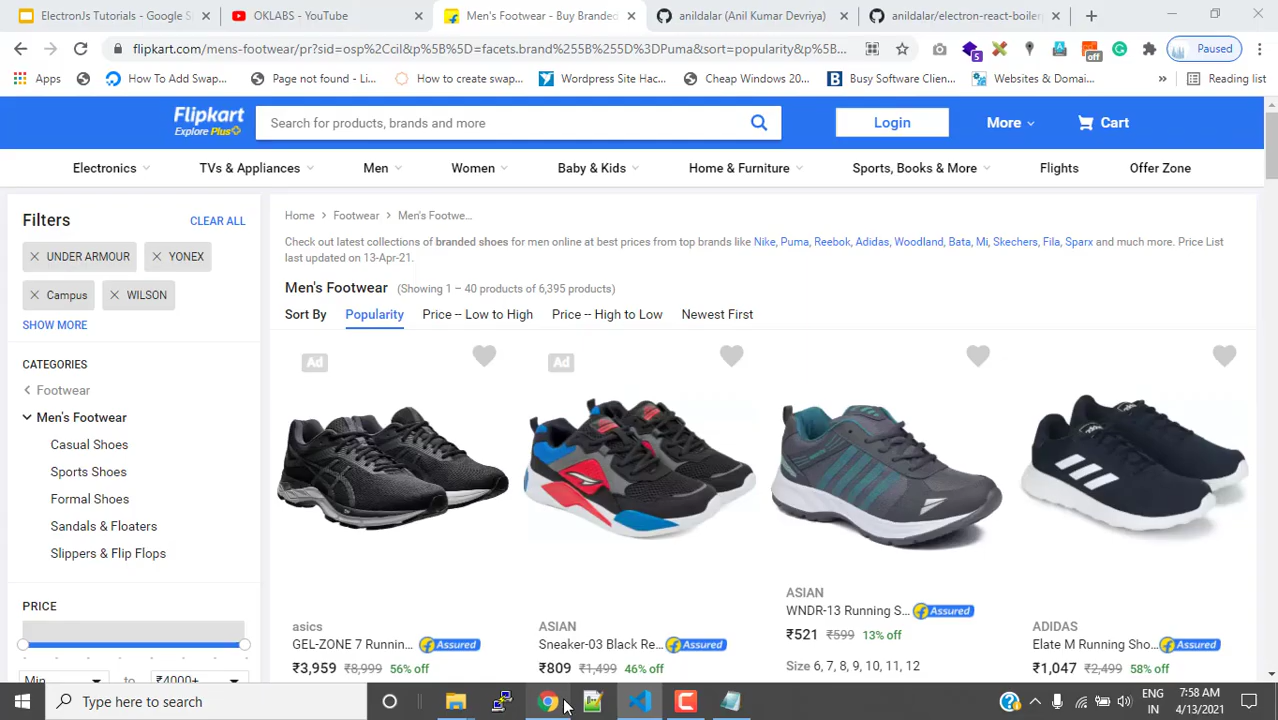 ElectronJs Tutorials - Google S
OKLABS - YouTube
Men's Footwear - Buy Branded
anildalar (Anil Kumar Devriya)
anildalar/electron-react-boilerp
flipkart.com/mens-footwear/pr?sid=osp%2Ccil&p%5B%5D=facets.brand%255B%255D%3DPuma&sort=popularity&p%5B...
5
off
Paused
Apps
How To Add Swap...
Page not found - Li...
How to create swap...
Wordpress Site Hac...
Cheap Windows 20...
Busy Software Clien...
Websites & Domai...
»
Reading list
Flipkart
Explore Plus
Search for products, brands and more
Login
More
Cart
Electronics
TVs & Appliances
Men
Women
Baby & Kids
Home & Furniture
Sports, Books & More
Flights
Offer Zone
Filters
CLEAR ALL
UNDER ARMOUR
YONEX
Campus
WILSON
SHOW MORE
CATEGORIES
Footwear
Men's Footwear
Casual Shoes
Sports Shoes
Formal Shoes
Sandals & Floaters
Slippers & Flip Flops
PRICE
Min
to
₹4000+
Home > Footwear > Men's Footwe...
Check out latest collections of branded shoes for men online at best prices from top brands like Nike, Puma, Reebok, Adidas, Woodland, Bata, Mi, Skechers, Fila, Sparx and much more. Price List
last updated on 13-Apr-21.
Men's Footwear (Showing 1 – 40 products of 6,395 products)
Sort By
Popularity
Price -- Low to High
Price -- High to Low
Newest First
Ad
Ad
asics
GEL-ZONE 7 Runnin... Assured
₹3,959 ₹8,999 56% off
ASIAN
Sneaker-03 Black Re... Assured
₹809 ₹1,499 46% off
ASIAN
WNDR-13 Running S... Assured
₹521 ₹599 13% off
Size 6, 7, 8, 9, 10, 11, 12
ADIDAS
Elate M Running Sho... Assured
₹1,047 ₹2,499 58% off
Type here to search
ENG
IN
7:58 AM
4/13/2021